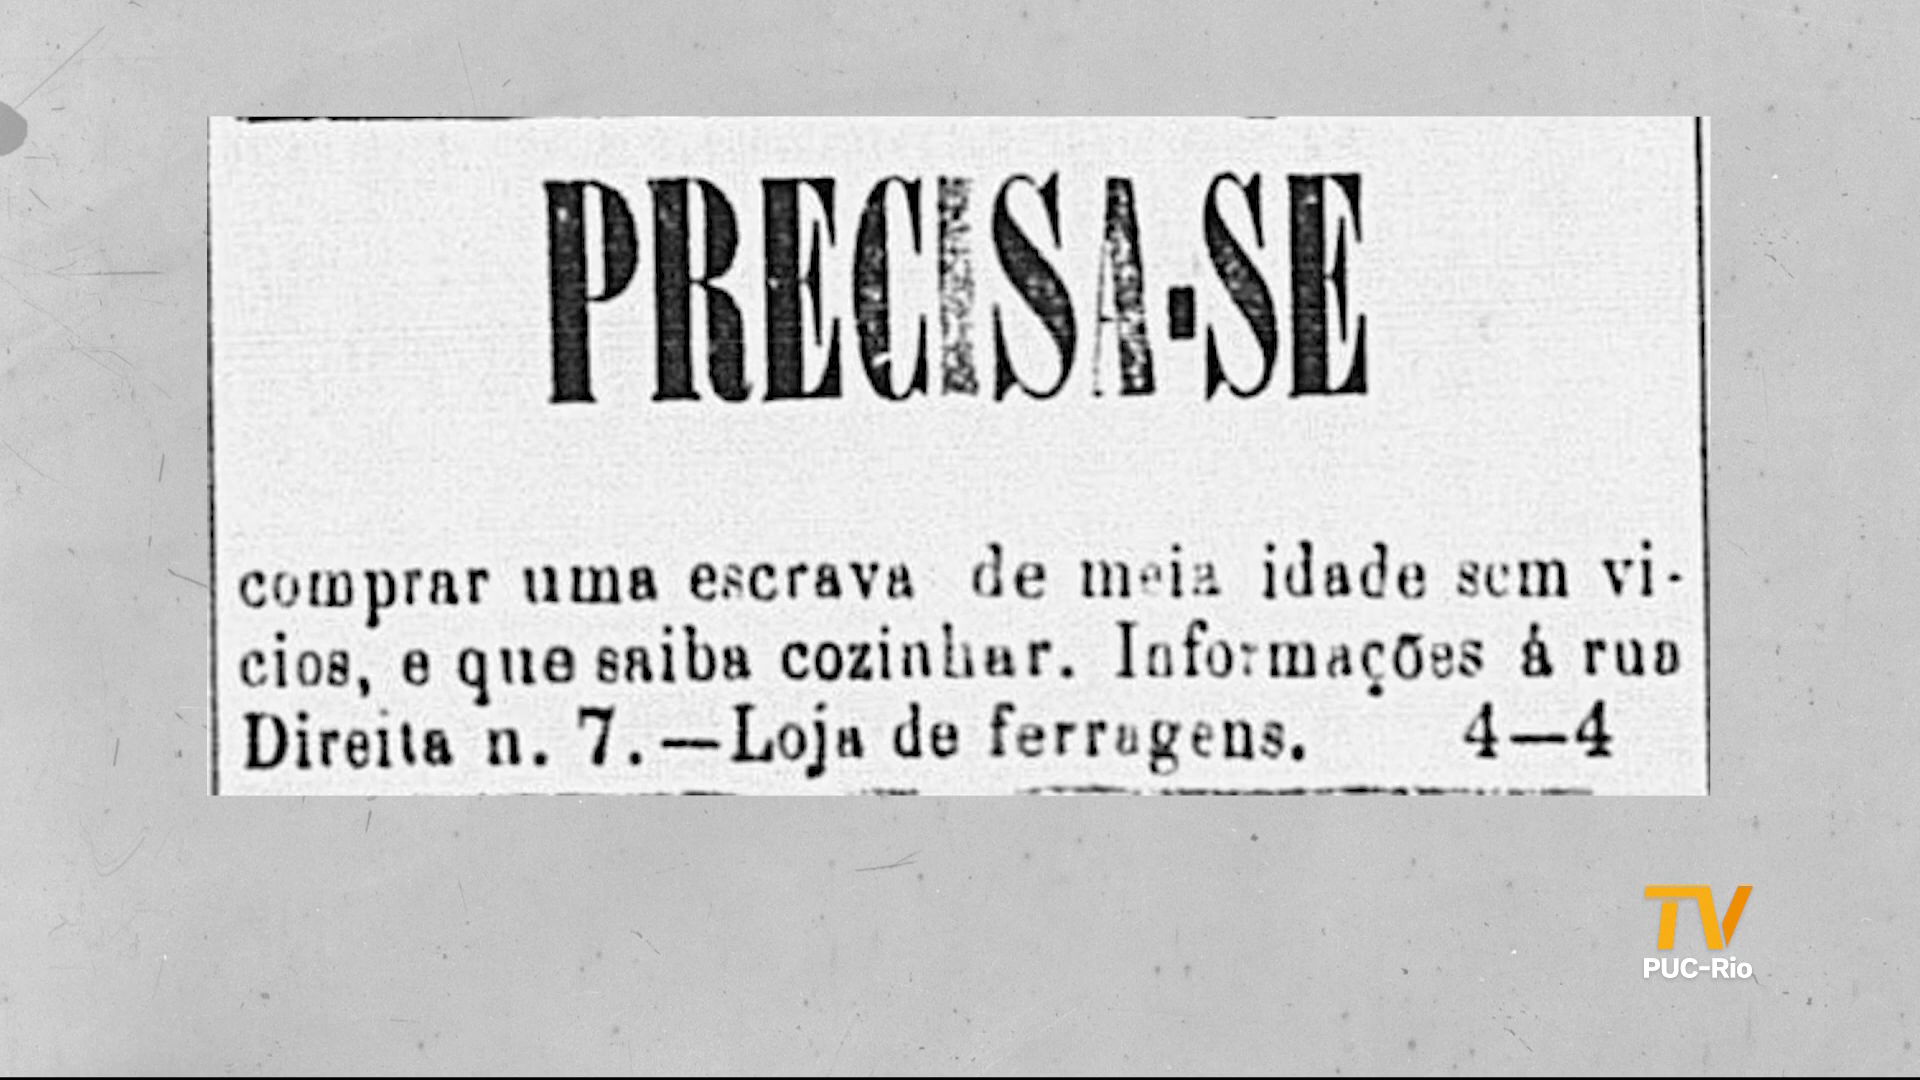 PRECISA-SE
comprar uma escrava de meia idade sem vi-
cios, e que saiba cozinhar. Informações á rua
Direita n. 7.—Loja de ferragens. 4—4
TV
PUC-Rio